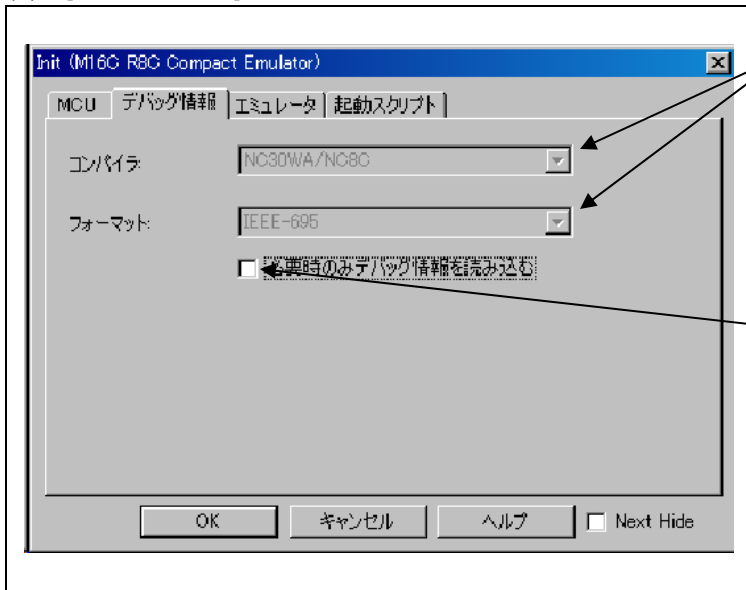 Init (M16C R8C Compact Emulator)
MCU デバッグ情報 エミュレータ 起動スクリプト
コンパイラ: NC30WA/NC8C
フォーマット: IEEE-695
必要時のみデバッグ情報を読み込む
OK キャンセル ヘルプ Next Hide